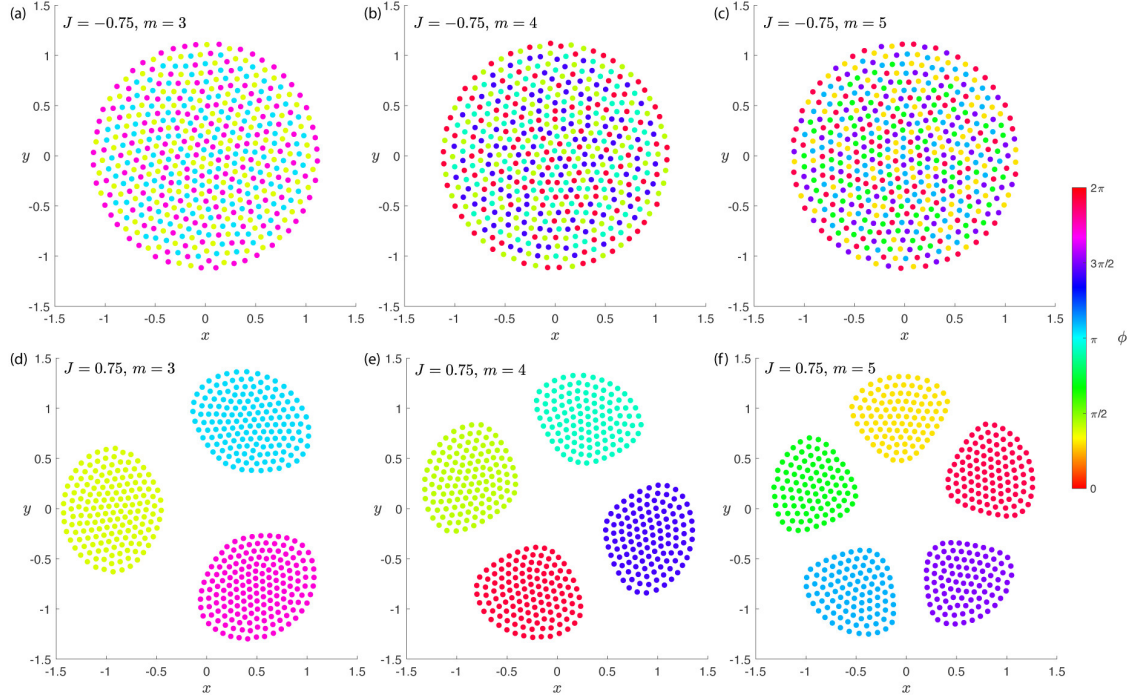 (a)
J = −0.75, m = 3
1.5
1
0.5
y 0
-0.5
-1
-1.5
-1.5 -1 -0.5 0 0.5 1 1.5
x
(b)
J = −0.75, m = 4
1.5
1
0.5
y 0
-0.5
-1
-1.5
-1.5 -1 -0.5 0 0.5 1 1.5
x
(c)
J = −0.75, m = 5
1.5
1
0.5
y 0
-0.5
-1
-1.5
-1.5 -1 -0.5 0 0.5 1 1.5
x
2π
3π/2
π
π/2
0
ϕ
(d)
J = 0.75, m = 3
1.5
1
0.5
y 0
-0.5
-1
-1.5
-1.5 -1 -0.5 0 0.5 1 1.5
x
(e)
J = 0.75, m = 4
1.5
1
0.5
y 0
-0.5
-1
-1.5
-1.5 -1 -0.5 0 0.5 1 1.5
x
(f)
J = 0.75, m = 5
1.5
1
0.5
y 0
-0.5
-1
-1.5
-1.5 -1 -0.5 0 0.5 1 1.5
x